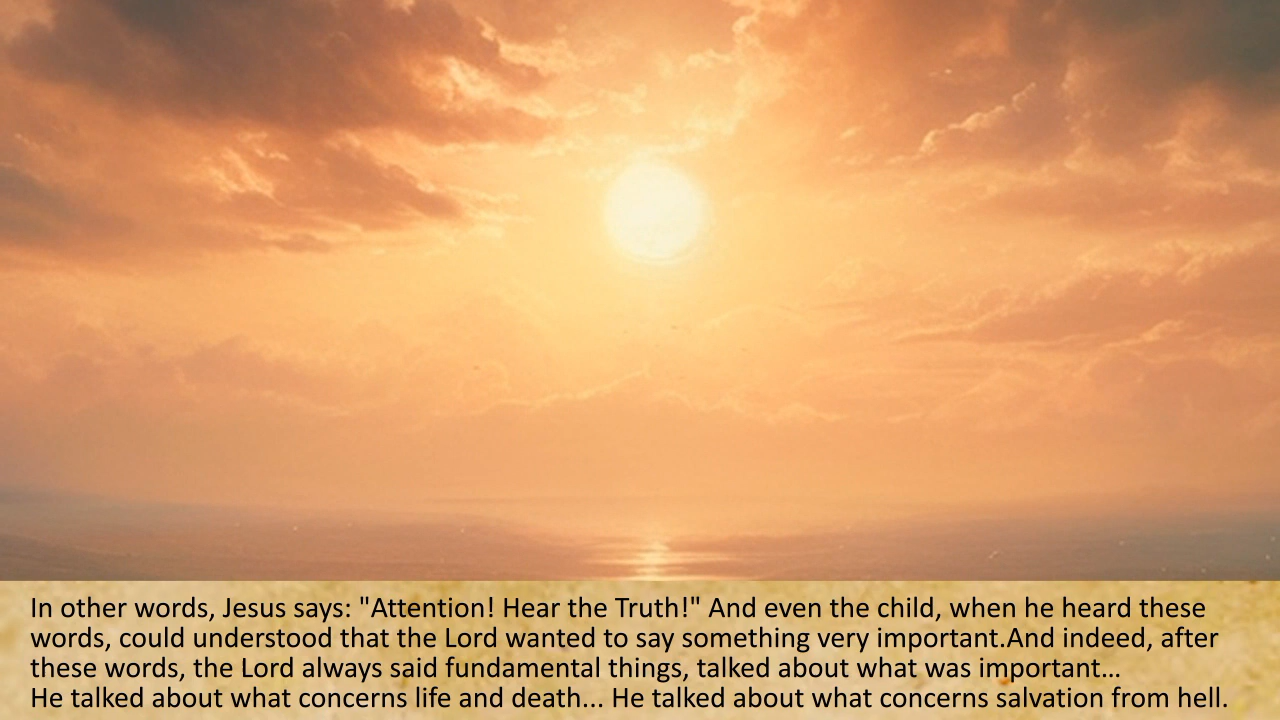 In other words, Jesus says: "Attention! Hear the Truth!" And even the child, when he heard these
words, could understood that the Lord wanted to say something very important.And indeed, after
these words, the Lord always said fundamental things, talked about what was important...
He talked about what concerns life and death... He talked about what concerns salvation from hell.